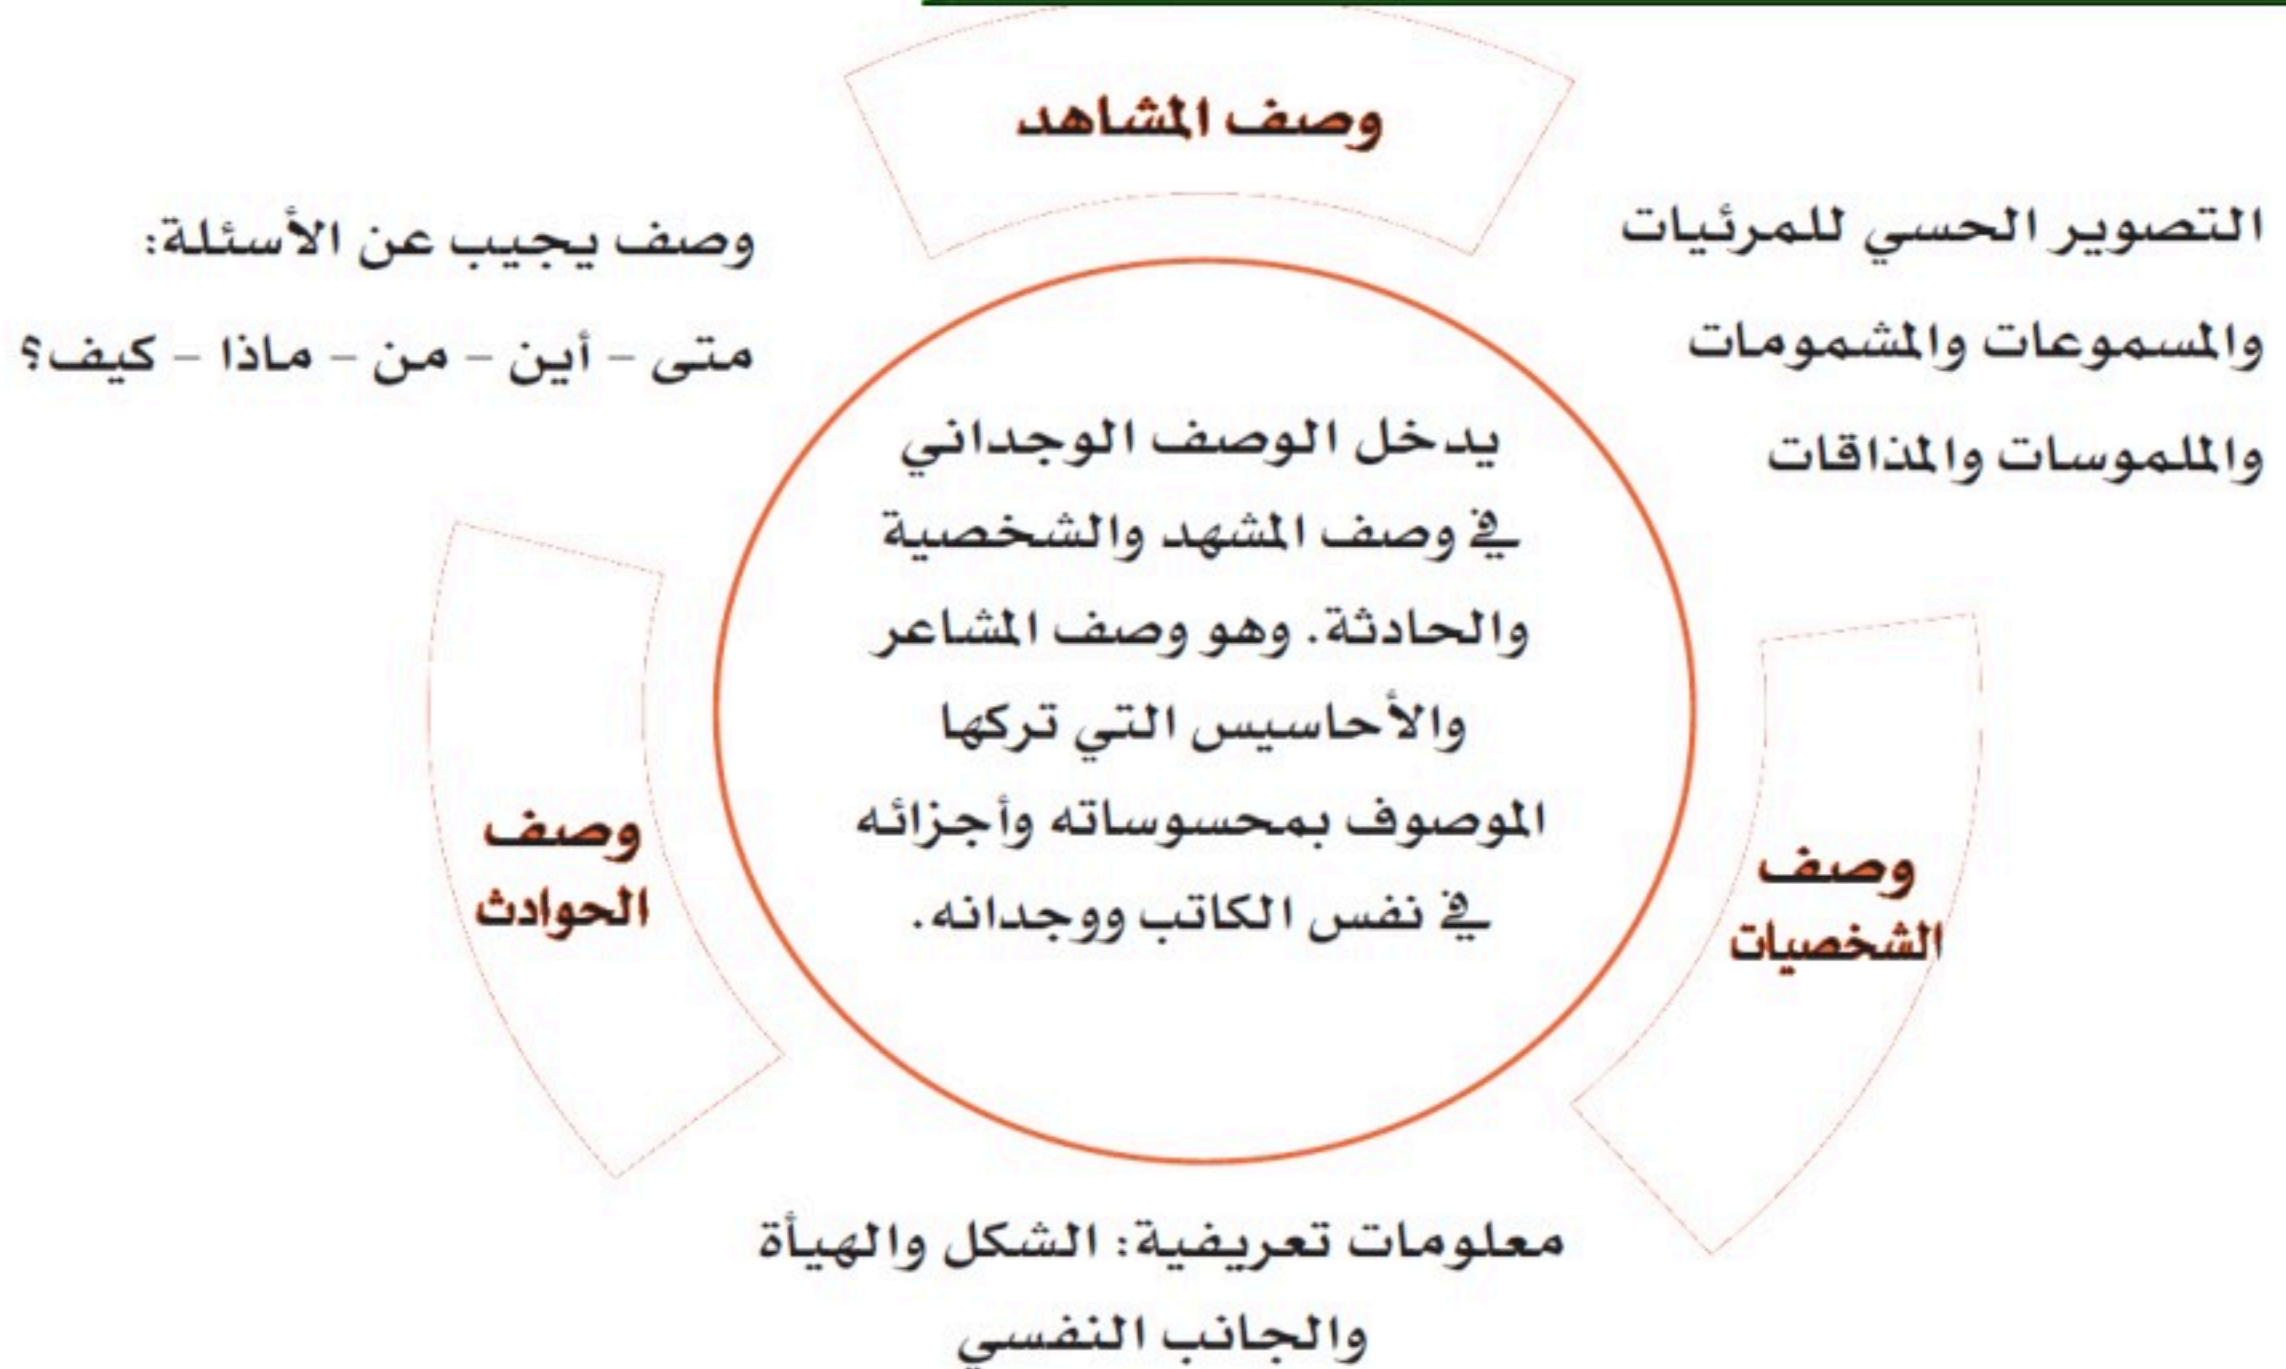 وصف المشاهد
التصوير الحسي للمرئيات
والمسموعات والمشمومات
والملموسات والمذاقات
وصف يجيب عن الأسئلة:
متى – أين – من – ماذا – كيف؟
يدخل الوصف الوجداني
في وصف المشهد والشخصية
والحادثة. وهو وصف المشاعر
والأحاسيس التي تركها
الموصوف بمحسوساته وأجزائه
في نفس الكاتب ووجدانه.
وصف
الشخصيات
وصف
الحوادث
معلومات تعريفية: الشكل والهيأة
والجانب النفسي